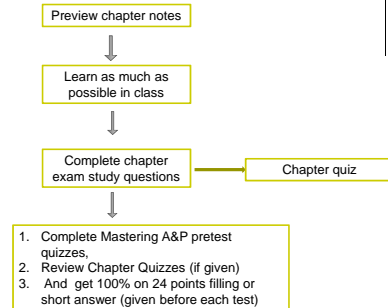 Preview chapter notes
Learn as much as
possible in class
Complete chapter
exam study questions
Chapter quiz
1. Complete Mastering A&P pretest
quizzes,
2. Review Chapter Quizzes (if given)
3. And get 100% on 24 points filling or
short answer (given before each test)